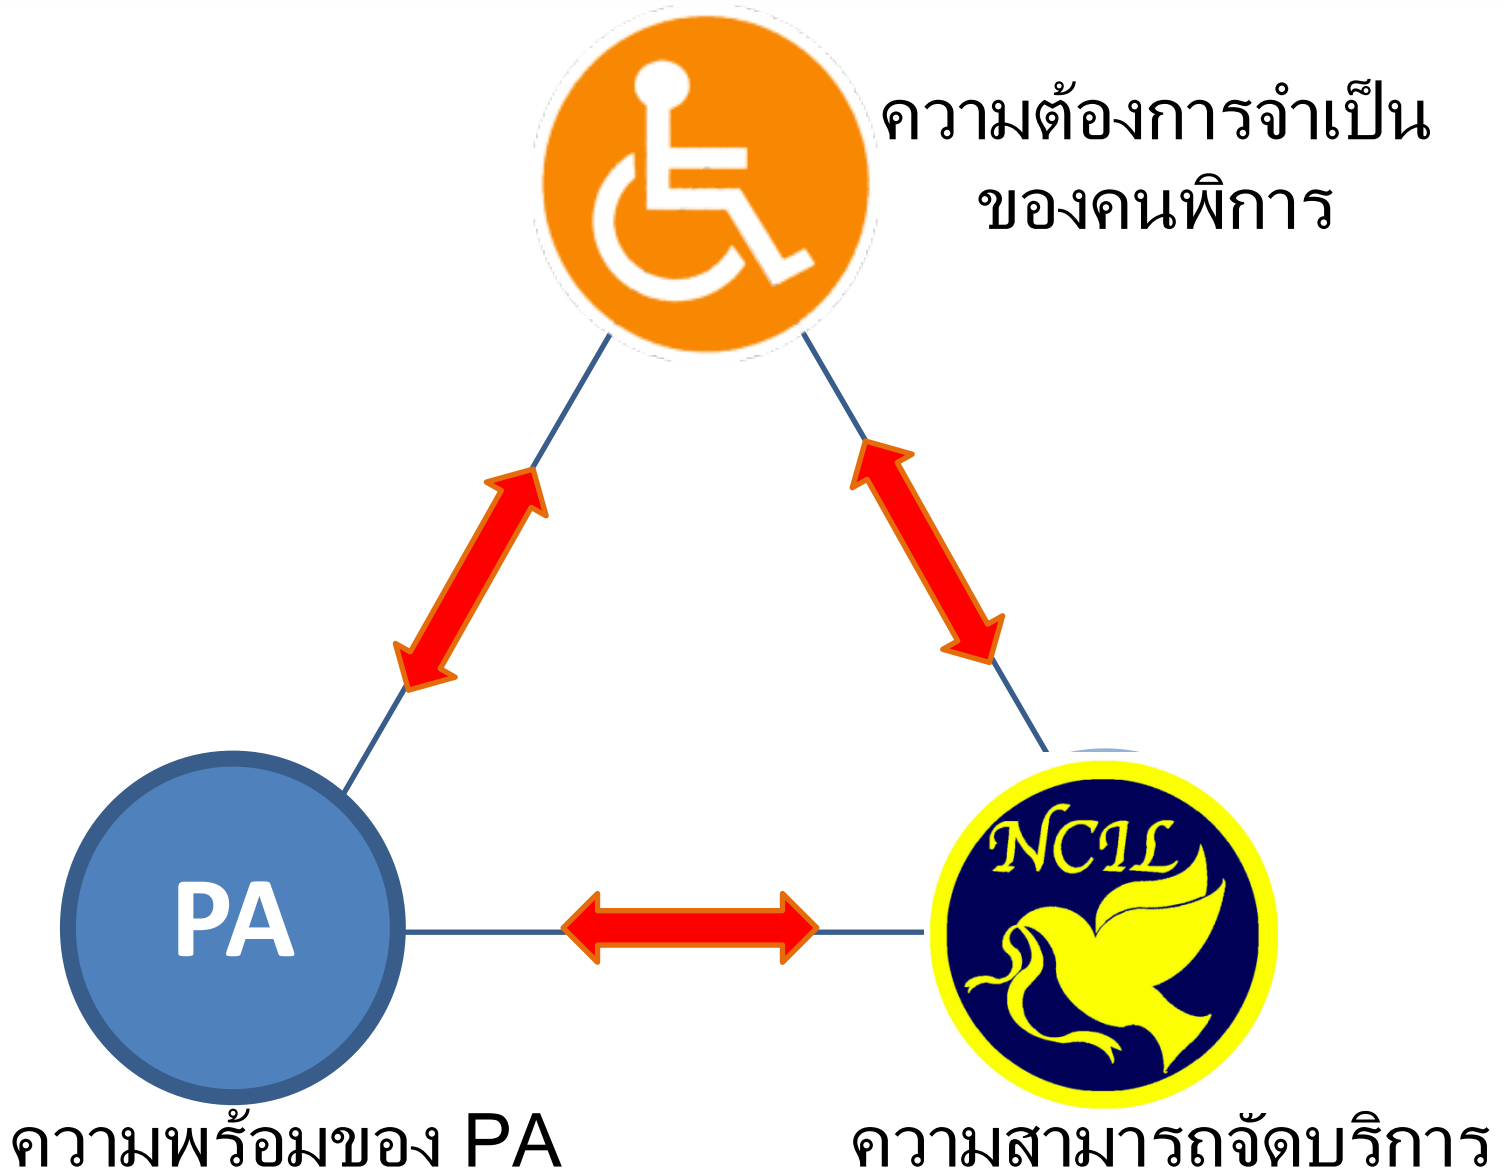 ความต้องการจำเป็น
ของคนพิการ
PA
NCIL
ความพร้อมของ PA
ความสามารถจัดบริการ